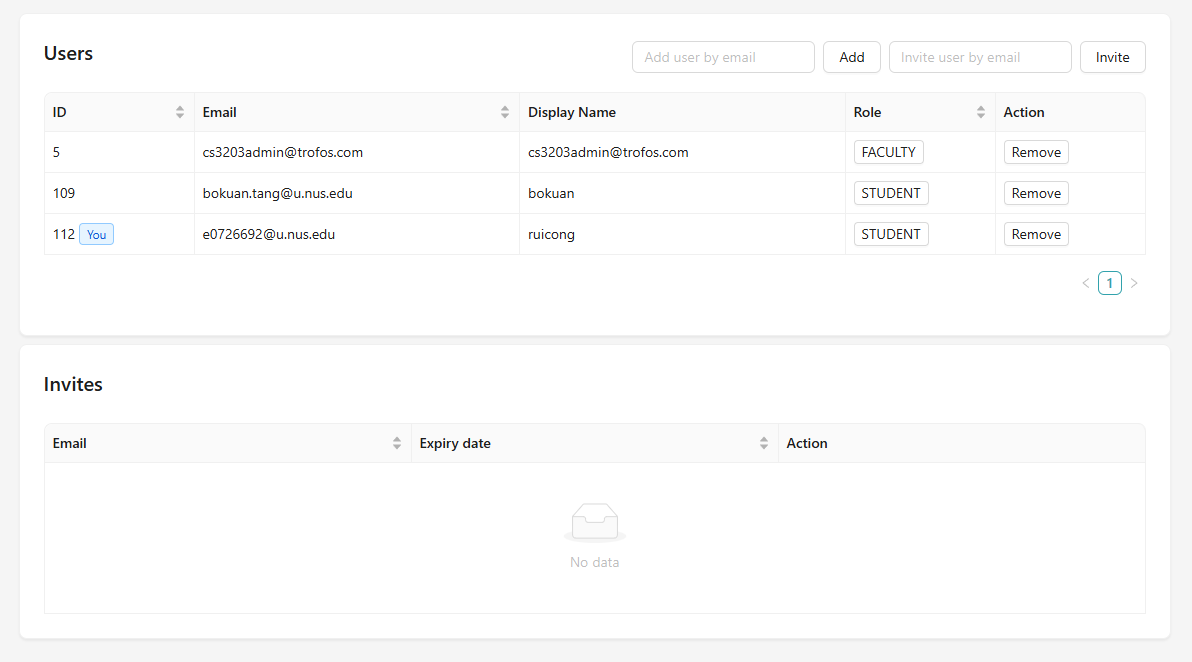 Users
Add user by email Add Invite user by email Invite
ID Email Display Name Role Action
5 cs3203admin@trofos.com cs3203admin@trofos.com FACULTY Remove
109 bokuan.tang@u.nus.edu bokuan STUDENT Remove
112 You e0726692@u.nus.edu ruicong STUDENT Remove
< 1 >
Invites
Email Expiry date Action
No data